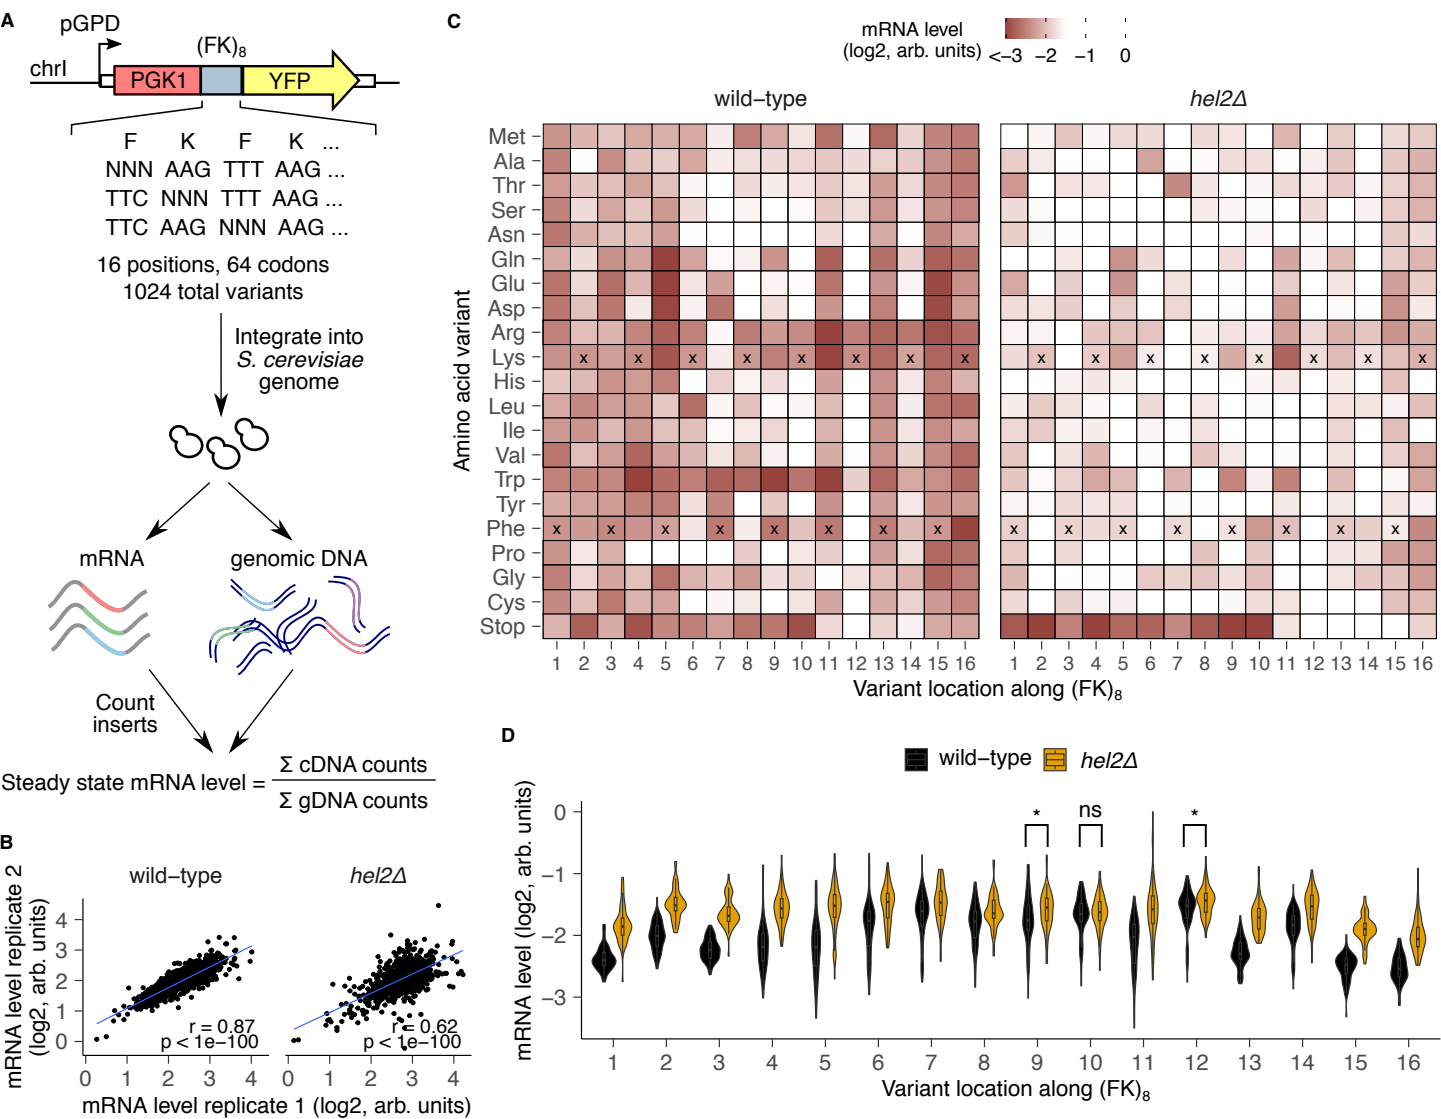 A
pGPD
(FK)8
chrI
PGK1
YFP
F K F K ...
NNN AAG TTT AAG ...
TTC NNN TTT AAG ...
TTC AAG NNN AAG ...
16 positions, 64 codons
1024 total variants
Integrate into
S. cerevisiae
genome
mRNA
genomic DNA
Count
inserts
Steady state mRNA level =
Σ cDNA counts
Σ gDNA counts
B
wild−type
hel2Δ
mRNA level replicate 2
(log2, arb. units)
4
3
2
1
0
r = 0.87
p < 1e−100
r = 0.62
p < 1e−100
0 1 2 3 4
0 1 2 3 4
mRNA level replicate 1 (log2, arb. units)
C
mRNA level
(log2, arb. units)
<−3 −2 −1 0
wild−type
hel2Δ
Amino acid variant
Met
Ala
Thr
Ser
Asn
Gln
Glu
Asp
Arg
Lys
x x x x x x x x
x x x x x x x x
His
Leu
Ile
Val
Trp
Tyr
Phe
x x x x x x x x
x x x x x x x x
Pro
Gly
Cys
Stop
1 2 3 4 5 6 7 8 9 10 11 12 13 14 15 16
1 2 3 4 5 6 7 8 9 10 11 12 13 14 15 16
Variant location along (FK)8
D
wild−type
hel2Δ
mRNA level (log2, arb. units)
0
−1
−2
−3
*
ns
*
1 2 3 4 5 6 7 8 9 10 11 12 13 14 15 16
Variant location along (FK)8